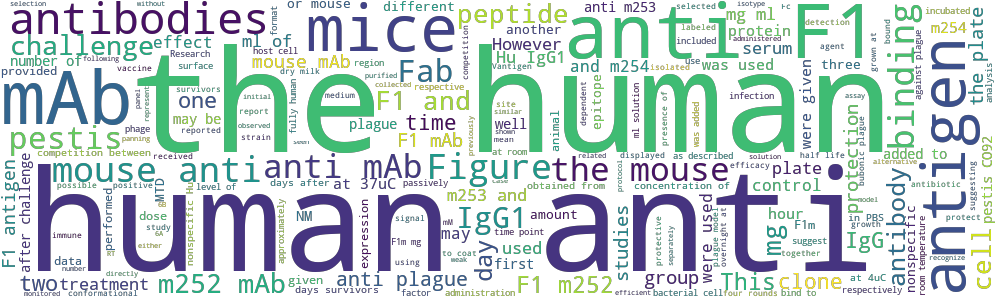 selection
antibodies
mice
anti F1
challenge
number of
effect
ml of
or mouse
different
peptide
another
However
anti m253
mg ml
protein
serum
selected
labeled
included
administered
isotype
Fc
detection
agent
binding
incubated
m254
antigen
the plate
against plague
bound
grown at
analysis
provided
Research
surface
host cell
mouse mAb
format
vaccine
following
without
dry milk
region
purified
collected
respective
competition
Hu IgG1
Vantigen
and m254
was used
three
use
isolated
mAb
the human
Fab
F1 and
time
pestis
one
may be
reported
survivors
initial
report
observed
strain
fully human
medium
plague
F1 mAb
previously
well
site
similar
shown
mean
epitope
dependent
animal
ml solution
presence of
was added
infection
were given
assay
phage
panning
panel
represent
competition between
received
at room
related
displayed
as described
solution
efficacy
half life
bubonic plague
protection
added to
alternative
antibiotic
suggesting
pestis CO92
F1 antigen
after challenge
mouse anti
anti mAb
Figure
the mouse
possible
positive
MTD
days after
at 37uC
passively
m253 and
obtained from
concentration of
plate
control
protocol
model
in PBS
growth
protect
antibody
human anti
IgG1
amount
level of
nonspecific Hu
immune
performed
dose
study
6A
either
NM
approximately
expression
signal
using
F1m mg
may
mM
time point
to coat
weak
day
used
first
studies
protective
separately
were used
mouse model
overnight at
mg
hour
F1m
suggest
together
IgG
nonspecific
room temperature
recognize
cell
data
number
two
treatment
directly
monitored
conformational
m252 mAb
given
days survivors
anti plague
factor
administration
F1 m252
efficient
group
bacterial cell
This
clone
four rounds
bind to
at 4uC
respectively